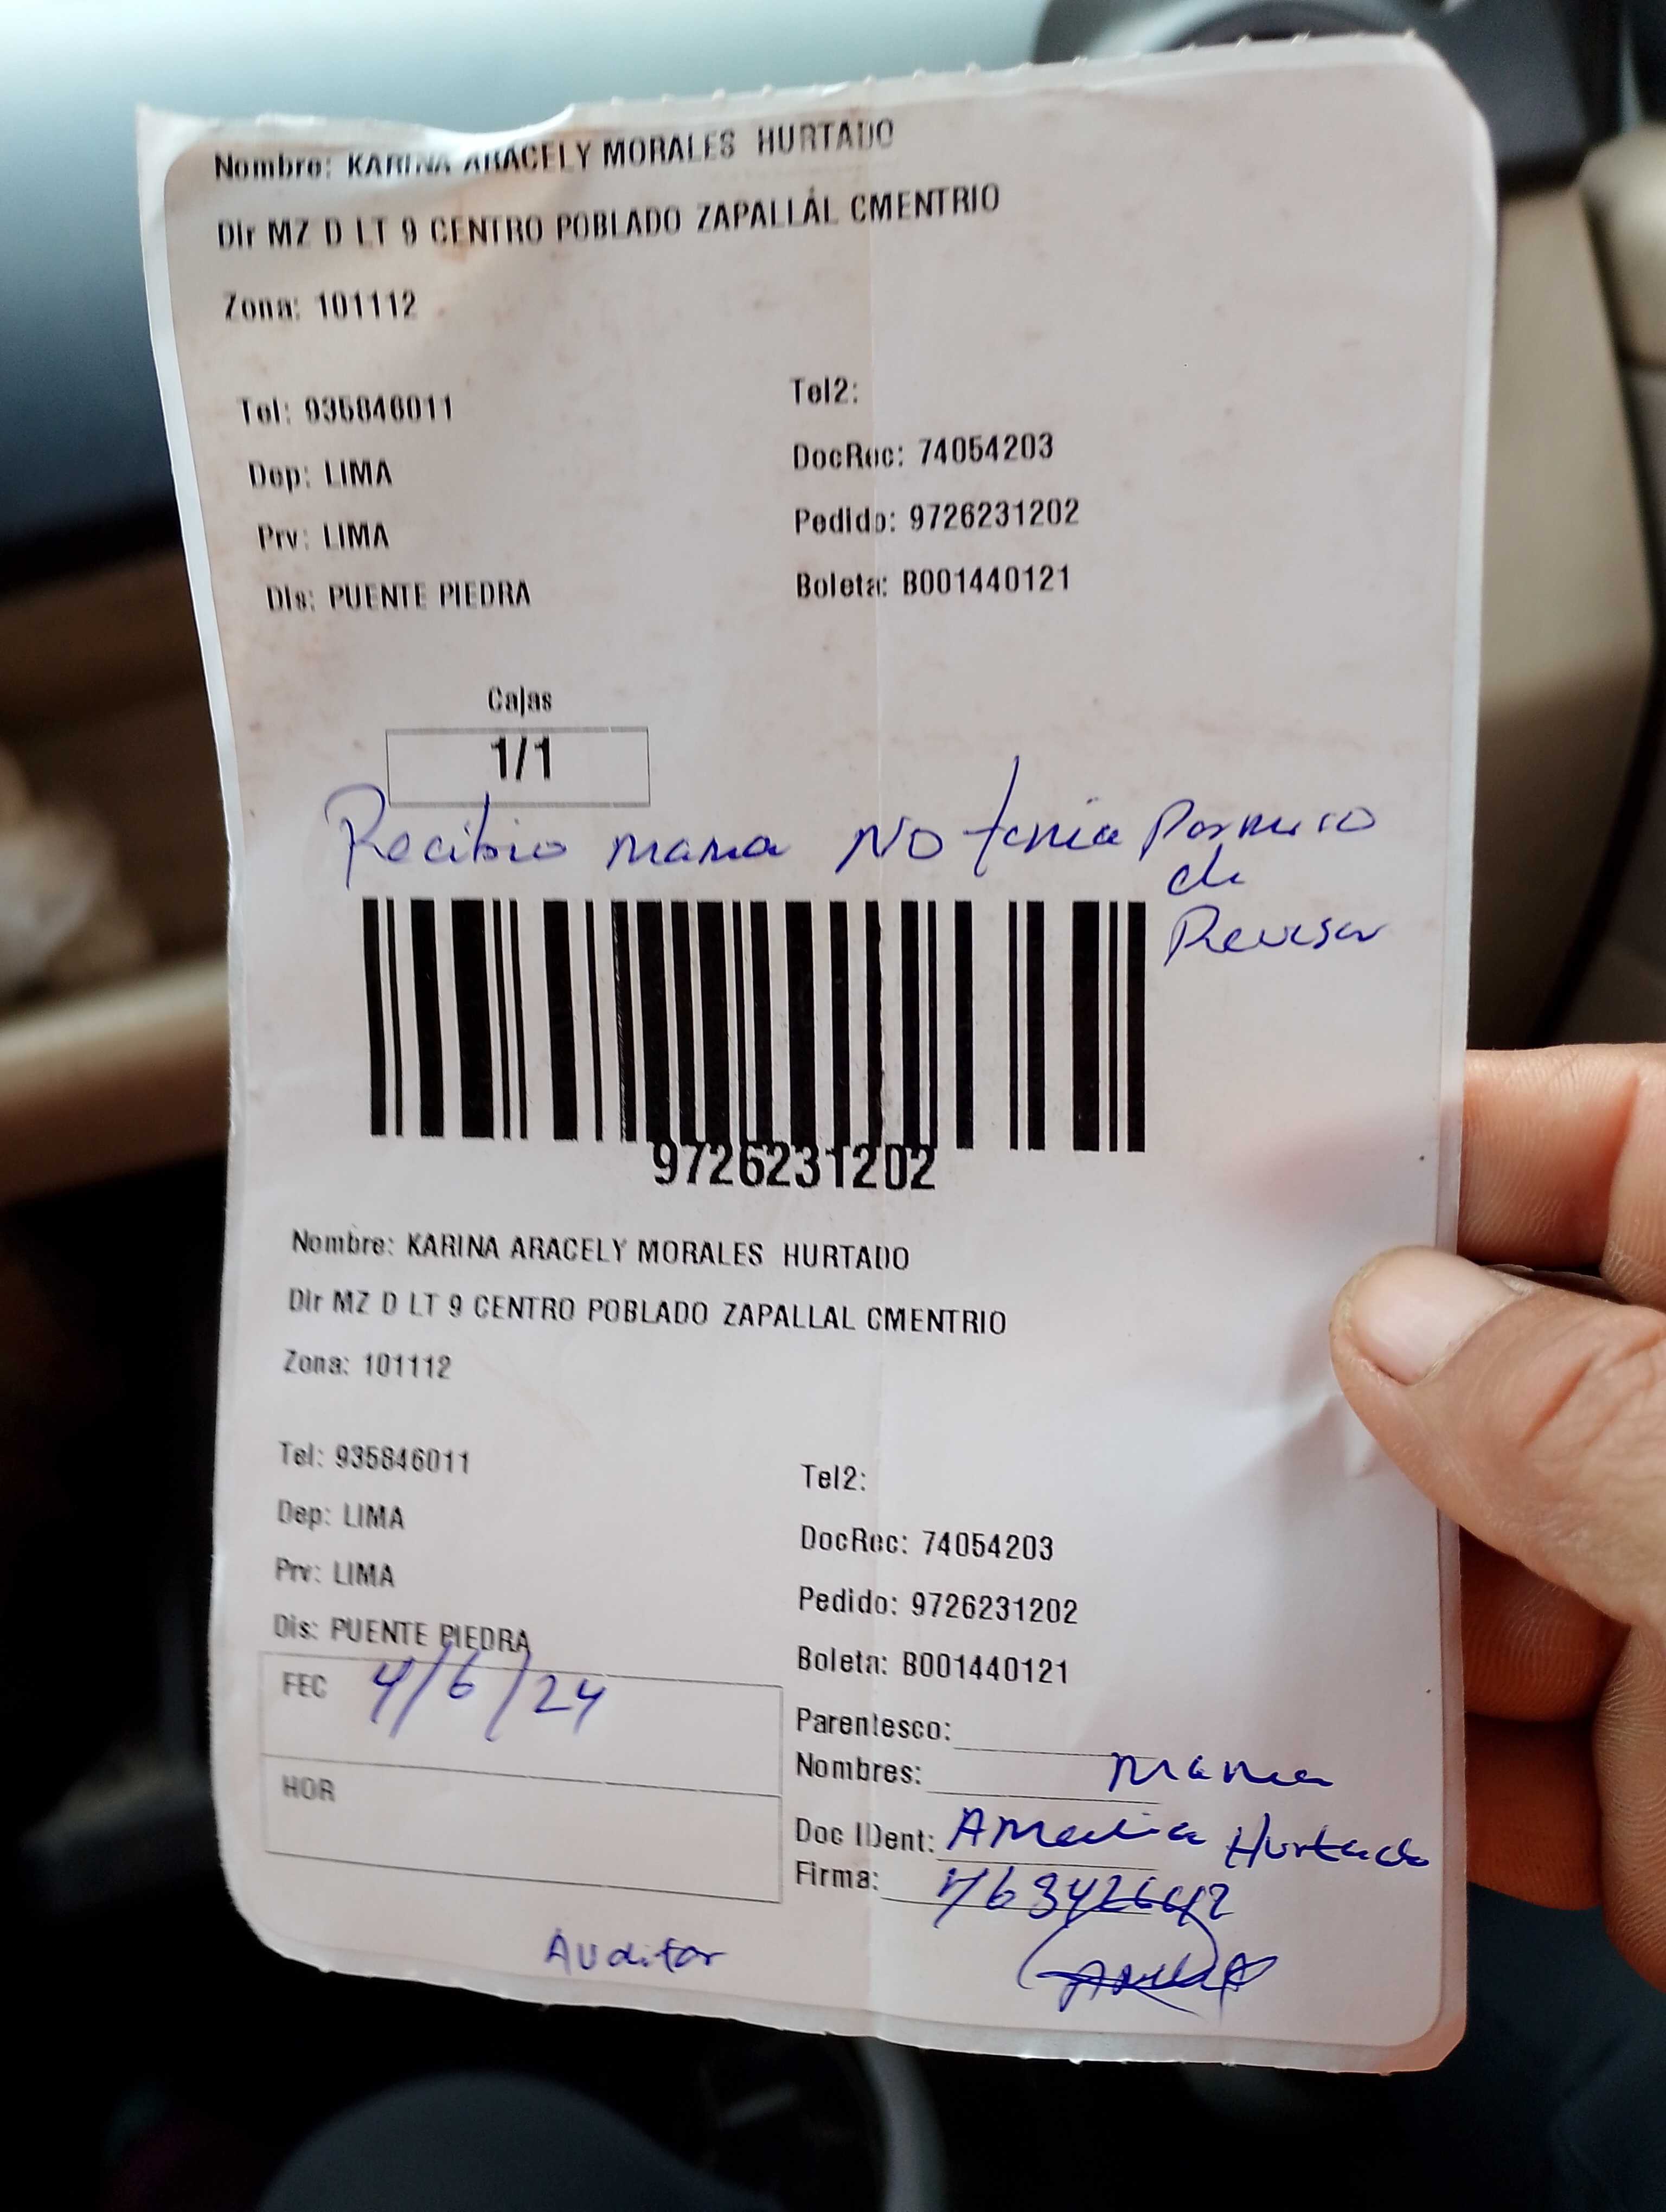 Nombre: KARINA ARACELY MORALES HURTADO
Dir MZ D LT 9 CENTRO POBLADO ZAPALLAL CMENTRIO
Zona: 101112
Tel: 935846011
Tel2:
Dep: LIMA
DocRec: 74054203
Prv: LIMA
Pedido: 9726231202
Dis: PUENTE PIEDRA
Boleta: B001440121
Cajas
1/1
Recibio mama No tenia Permiso
de
Revisar
9726231202
Nombre: KARINA ARACELY MORALES HURTADO
Dir MZ D LT 9 CENTRO POBLADO ZAPALLAL CMENTRIO
Zona: 101112
Tel: 935846011
Tel2:
Dep: LIMA
DocRec: 74054203
Prv: LIMA
Pedido: 9726231202
Dis: PUENTE PIEDRA
Boleta: B001440121
FEC 4/6/24
Parentesco:
Nombres: mama
HOR
Doc IDent: Amelia Hurtado
Firma:
Auditar